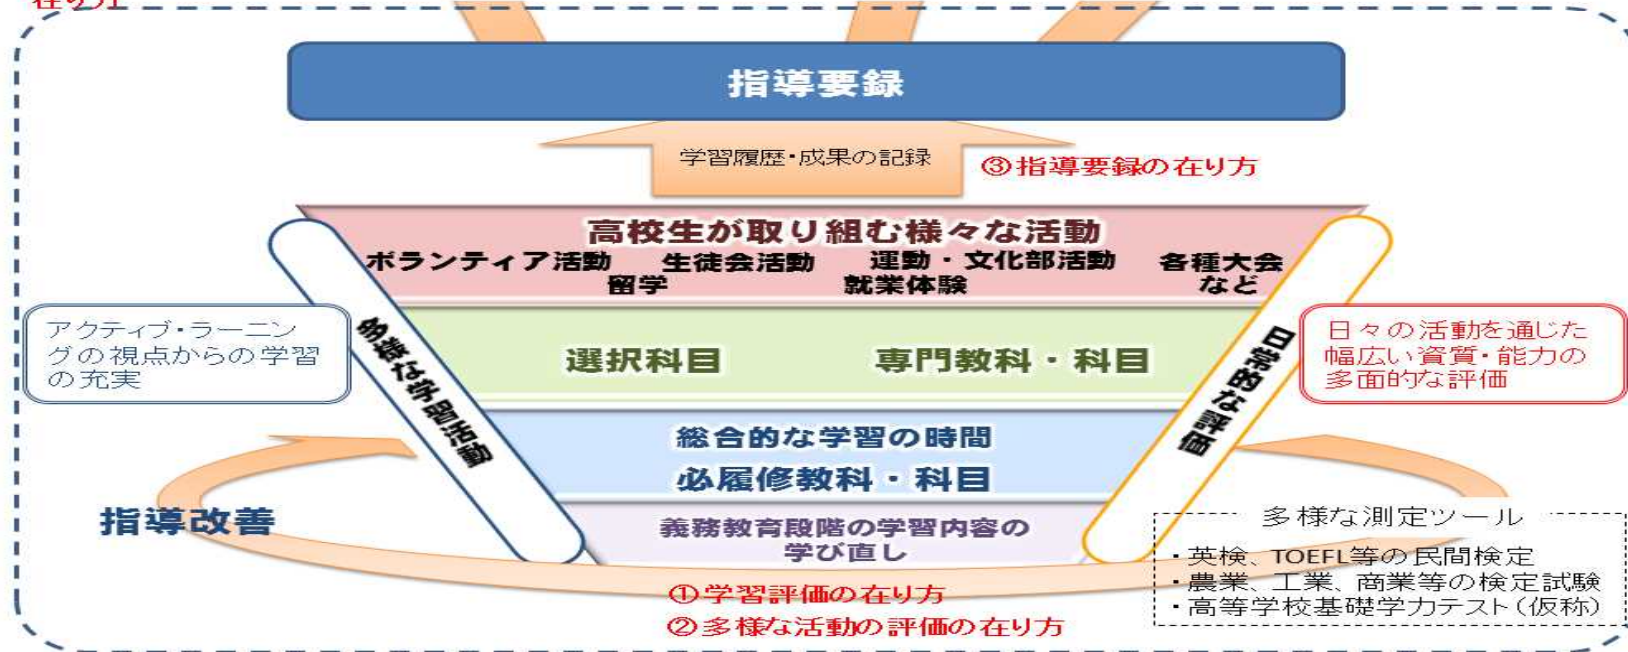 在り方
指導要録
学習履歴・成果の記録
③指導要録の在り方
高校生が取り組む様々な活動
ボランティア活動 生徒会活動 運動・文化部活動 各種大会
留学 就業体験 など
アクティブ・ラーニン
グの視点からの学習
の充実
多様な学習活動
選択科目 専門教科・科目
日常的な評価
日々の活動を通じた
幅広い資質・能力の
多面的な評価
総合的な学習の時間
必履修教科・科目
指導改善
義務教育段階の学習内容の
学び直し
多様な測定ツール
・英検、TOEFL等の民間検定
・農業、工業、商業等の検定試験
・高等学校基礎学力テスト(仮称)
①学習評価の在り方
②多様な活動の評価の在り方